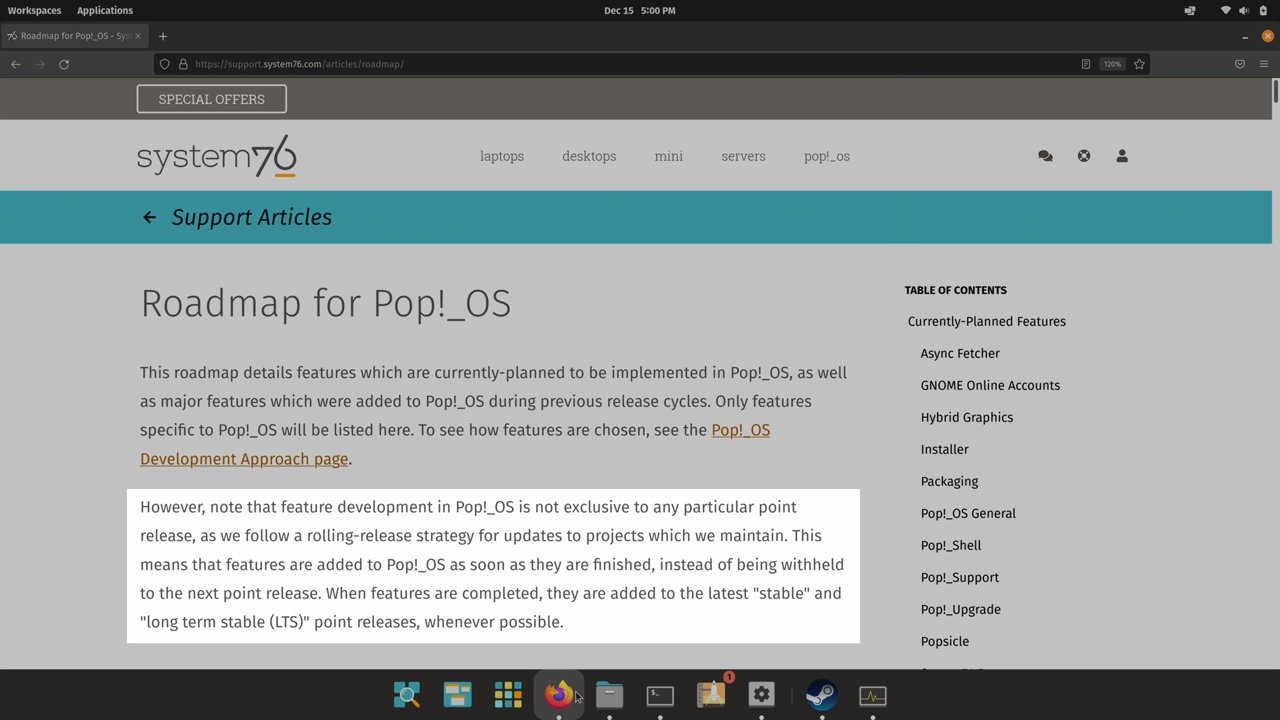 Workspaces Applications Dec 15 5:00 PM
Roadmap for Pop!_OS - Sys
https://support.system76.com/articles/roadmap/ 120%
SPECIAL OFFERS
system76 laptops desktops mini servers pop!_os
Support Articles
Roadmap for Pop!_OS
This roadmap details features which are currently-planned to be implemented in Pop!_OS, as well
as major features which were added to Pop!_OS during previous release cycles. Only features
specific to Pop!_OS will be listed here. To see how features are chosen, see the Pop!_OS
Development Approach page.
However, note that feature development in Pop!_OS is not exclusive to any particular point
release, as we follow a rolling-release strategy for updates to projects which we maintain. This
means that features are added to Pop!_OS as soon as they are finished, instead of being withheld
to the next point release. When features are completed, they are added to the latest "stable" and
"long term stable (LTS)" point releases, whenever possible.
TABLE OF CONTENTS
Currently-Planned Features
Async Fetcher
GNOME Online Accounts
Hybrid Graphics
Installer
Packaging
Pop!_OS General
Pop!_Shell
Pop!_Support
Pop!_Upgrade
Popsicle
1